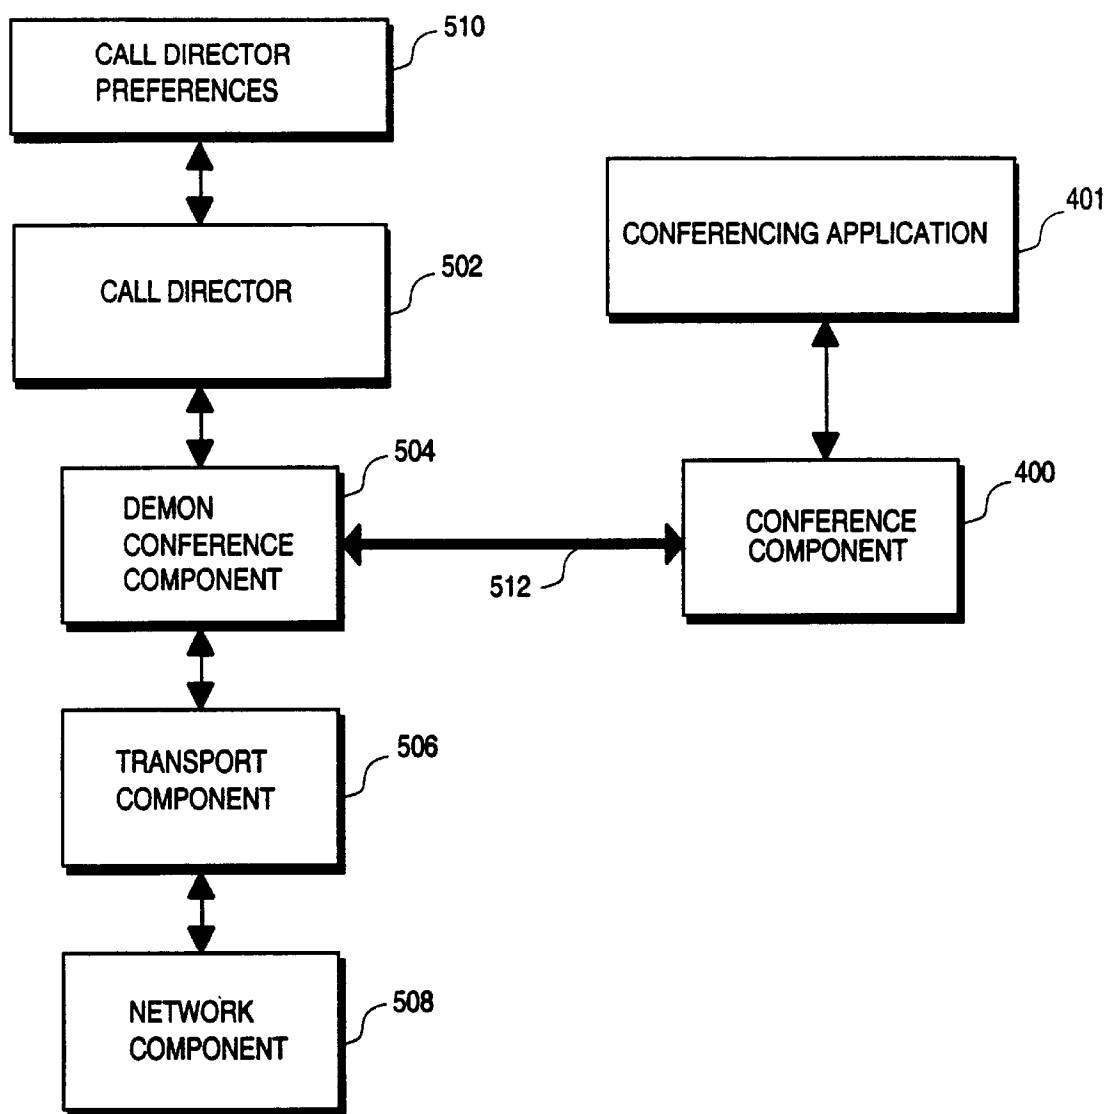 510
CALL DIRECTOR
PREFERENCES
401
CONFERENCING APPLICATION
502
CALL DIRECTOR
504
DEMON
CONFERENCE
COMPONENT
400
CONFERENCE
COMPONENT
512
506
TRANSPORT
COMPONENT
508
NETWORK
COMPONENT